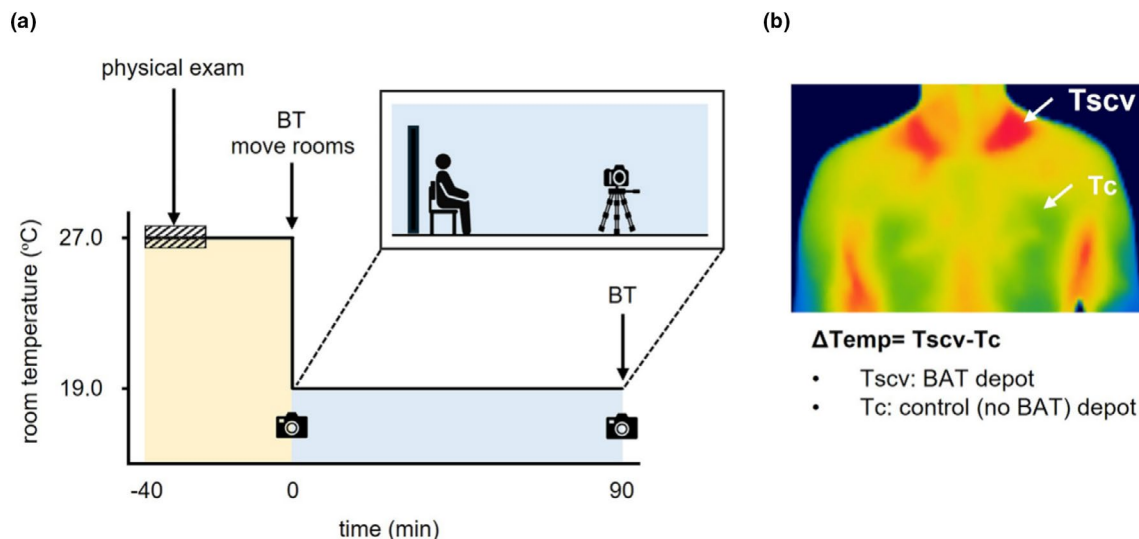 (a)
physical exam
BT
move rooms
room temperature (°C)
27.0
19.0
BT
-40
0
90
time (min)
(b)
Tscv
Tc
ΔTemp= Tscv-Tc
• Tscv: BAT depot
• Tc: control (no BAT) depot